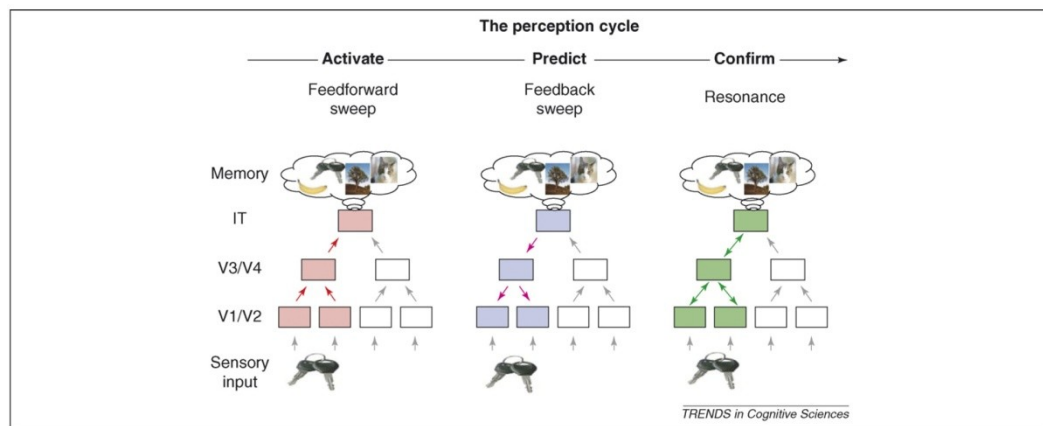 The perception cycle
Activate Predict Confirm
Feedforward sweep Feedback sweep Resonance
Memory
IT
V3/V4
V1/V2
Sensory input
TRENDS in Cognitive Sciences